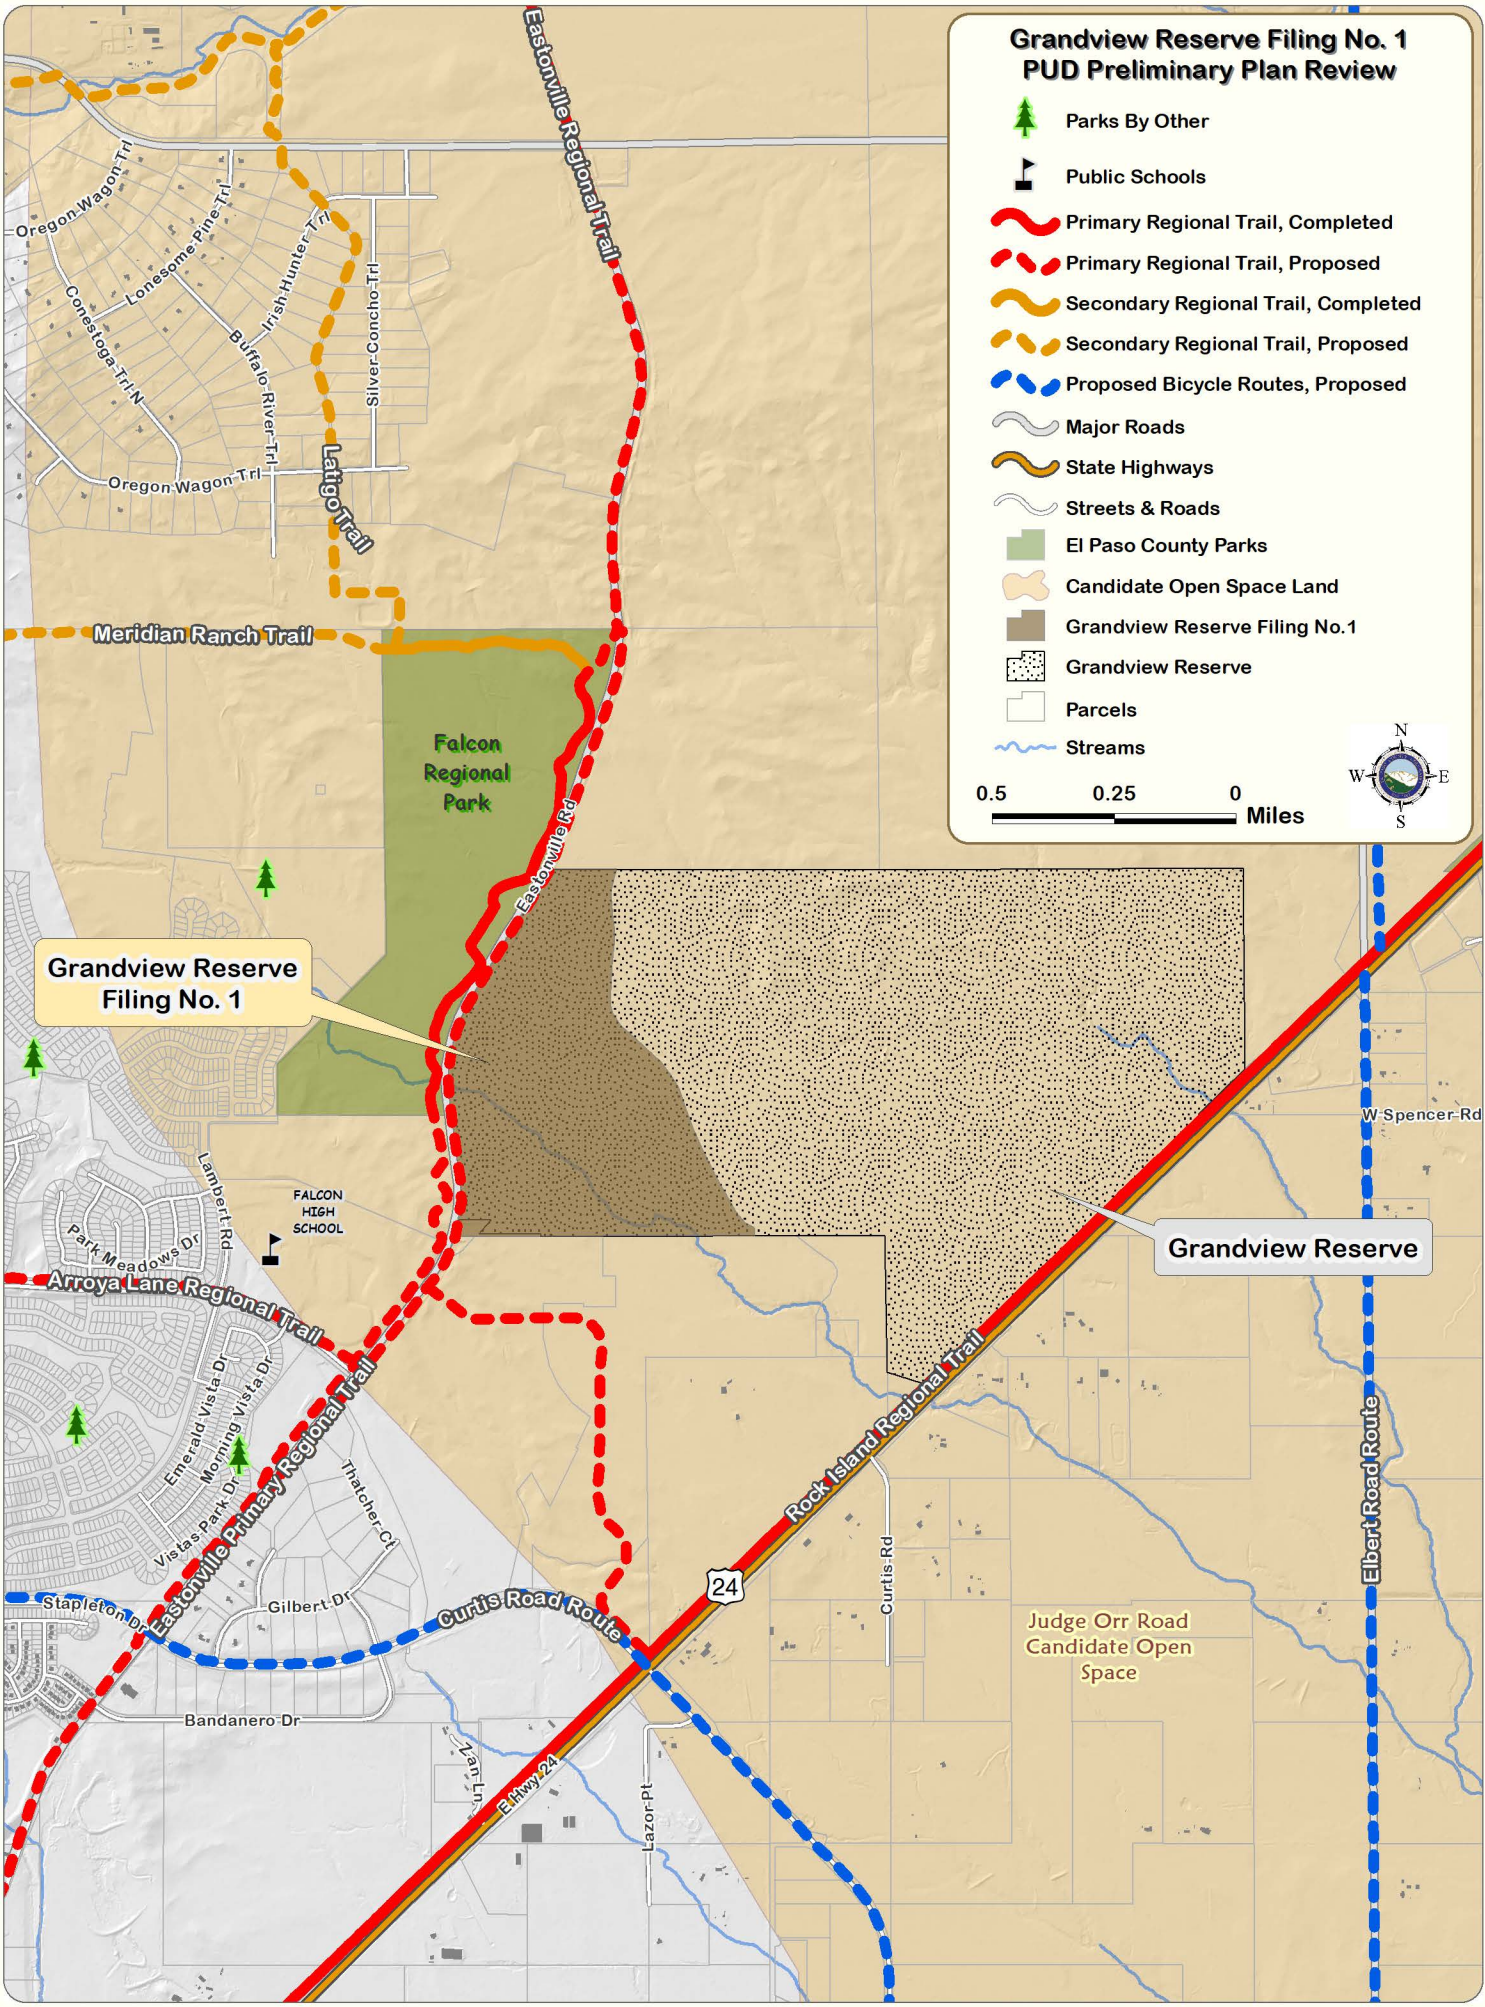 Grandview Reserve Filing No. 1
PUD Preliminary Plan Review
Parks By Other
Public Schools
Primary Regional Trail, Completed
Primary Regional Trail, Proposed
Secondary Regional Trail, Completed
Secondary Regional Trail, Proposed
Proposed Bicycle Routes, Proposed
Major Roads
State Highways
Streets & Roads
El Paso County Parks
Candidate Open Space Land
Grandview Reserve Filing No.1
Grandview Reserve
Parcels
Streams
N
W
E
S
0.5
0.25
0
Miles
Eastonville Regional Trail
Oregon Wagon Trl
Lonesome Pine Trl
Irish Hunter Trl
Silver Concho Trl
Conestoga Trl N
Buffalo River Trl
Oregon Wagon Trl
Latigo Trail
Meridian Ranch Trail
Falcon
Regional
Park
Eastonville Rd
Grandview Reserve
Filing No. 1
W Spencer Rd
Grandview Reserve
Lambert Rd
FALCON
HIGH
SCHOOL
Park Meadows Dr
Arroya Lane Regional Trail
Emerald Vista Dr
Morning Vista Dr
Vistas Park Dr
Eastonville Primary Regional Trail
Thatcher Ct
Rock Island Regional Trail
Elbert Road Route
24
Curtis Rd
Stapleton Dr
Gilbert Dr
Curtis Road Route
Judge Orr Road
Candidate Open
Space
Bandanero Dr
Zan Ln
E Hwy 24
Lazor Pt